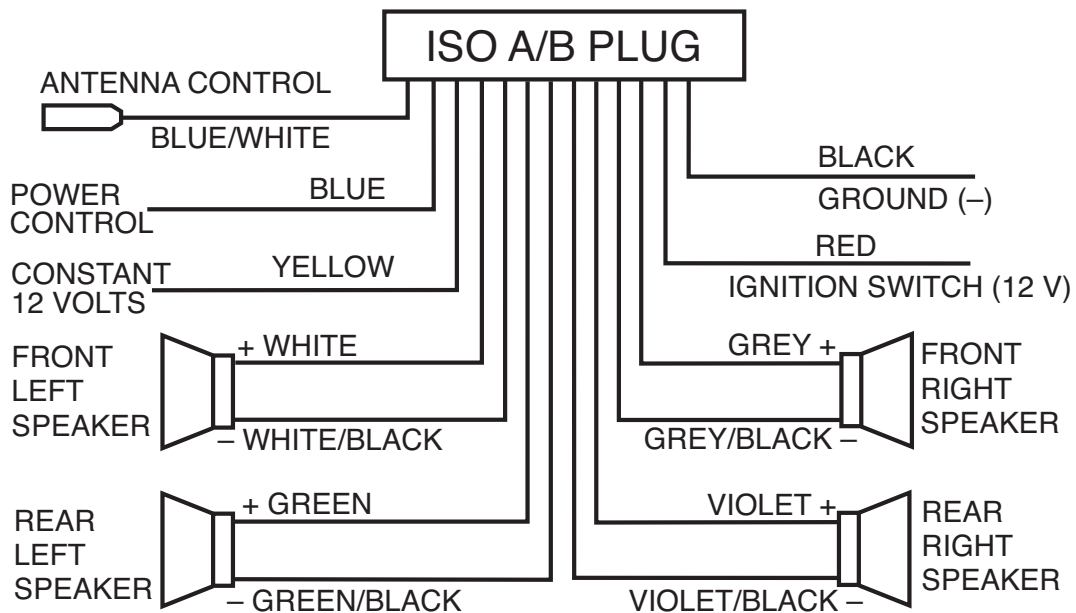 ISO A/B PLUG
ANTENNA CONTROL
BLUE/WHITE
POWER
CONTROL
BLUE
CONSTANT
12 VOLTS
YELLOW
FRONT
LEFT
SPEAKER
+ WHITE
– WHITE/BLACK
REAR
LEFT
SPEAKER
+ GREEN
– GREEN/BLACK
BLACK
GROUND (–)
RED
IGNITION SWITCH (12 V)
GREY +
GREY/BLACK –
FRONT
RIGHT
SPEAKER
VIOLET +
VIOLET/BLACK –
REAR
RIGHT
SPEAKER